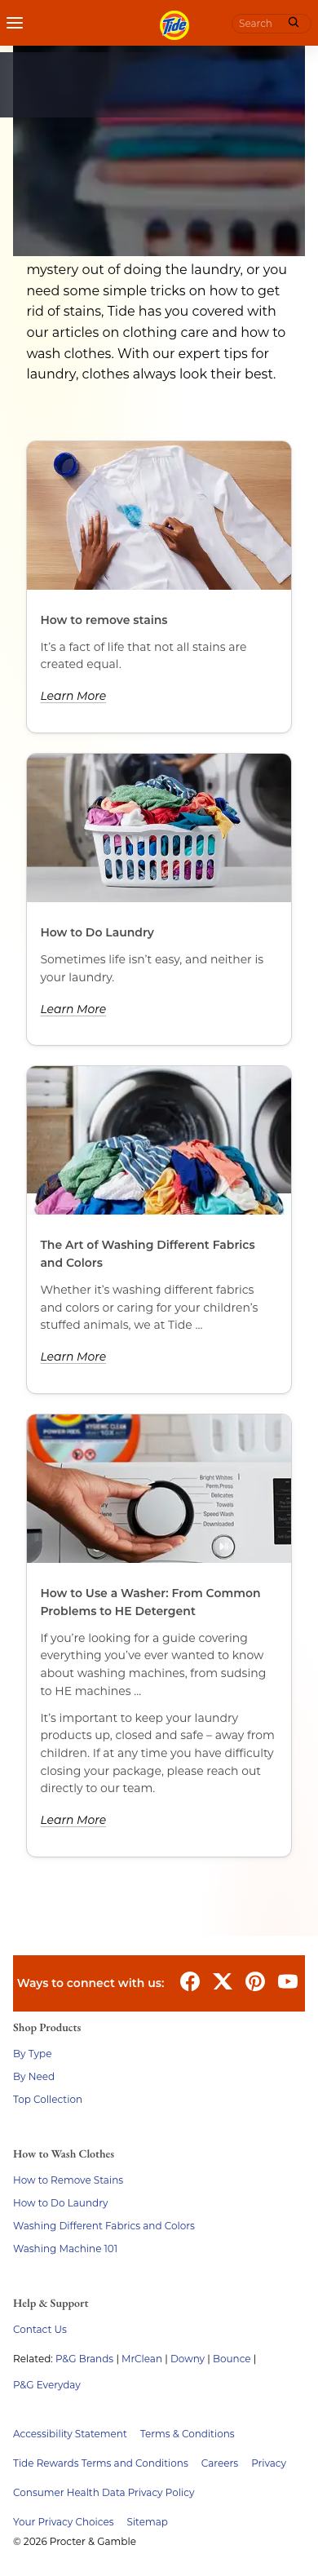 Tide
Search
mystery out of doing the laundry, or you
need some simple tricks on how to get
rid of stains, Tide has you covered with
our articles on clothing care and how to
wash clothes. With our expert tips for
laundry, clothes always look their best.
How to remove stains
It's a fact of life that not all stains are
created equal.
Learn More
How to Do Laundry
Sometimes life isn't easy, and neither is
your laundry.
Learn More
The Art of Washing Different Fabrics
and Colors
Whether it's washing different fabrics
and colors or caring for your children's
stuffed animals, we at Tide ...
Learn More
POWER PODS
HYGIENIC CLEAN
10X
Bright Whites
Perm.Press
Delicates
Towels
Speed Wash
Downloaded
How to Use a Washer: From Common
Problems to HE Detergent
If you're looking for a guide covering
everything you've ever wanted to know
about washing machines, from sudsing
to HE machines ...
It's important to keep your laundry
products up, closed and safe – away from
children. If at any time you have difficulty
closing your package, please reach out
directly to our team.
Learn More
Ways to connect with us:
Shop Products
By Type
By Need
Top Collection
How to Wash Clothes
How to Remove Stains
How to Do Laundry
Washing Different Fabrics and Colors
Washing Machine 101
Help & Support
Contact Us
Related: P&G Brands | MrClean | Downy | Bounce |
P&G Everyday
Accessibility Statement Terms & Conditions
Tide Rewards Terms and Conditions Careers Privacy
Consumer Health Data Privacy Policy
Your Privacy Choices Sitemap
© 2026 Procter & Gamble